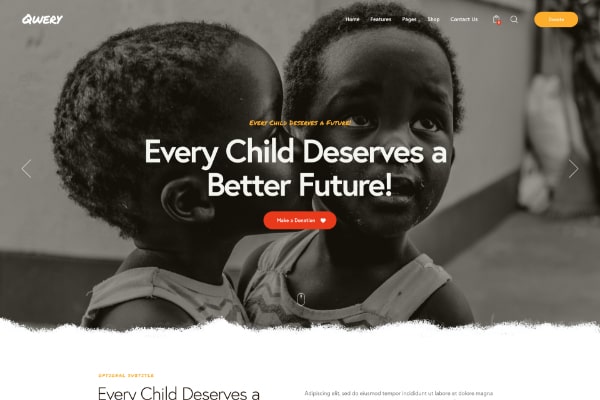 Qwery
Home Features Pages Shop Contact Us
Donate
Every Child Deserves a Future!
Every Child Deserves a
Better Future!
Make a Donation
OPTIONAL SUBTITLE
Every Child Deserves a
Adipiscing elit, sed do eiusmod tempor incididunt ut labore et dolore magna